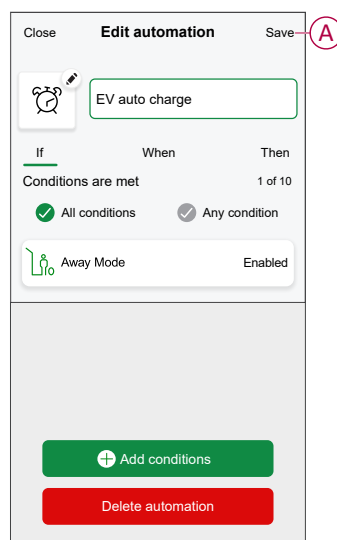 Close Edit automation Save A
EV auto charge
If When Then
Conditions are met 1 of 10
All conditions Any condition
Away Mode Enabled
Add conditions
Delete automation